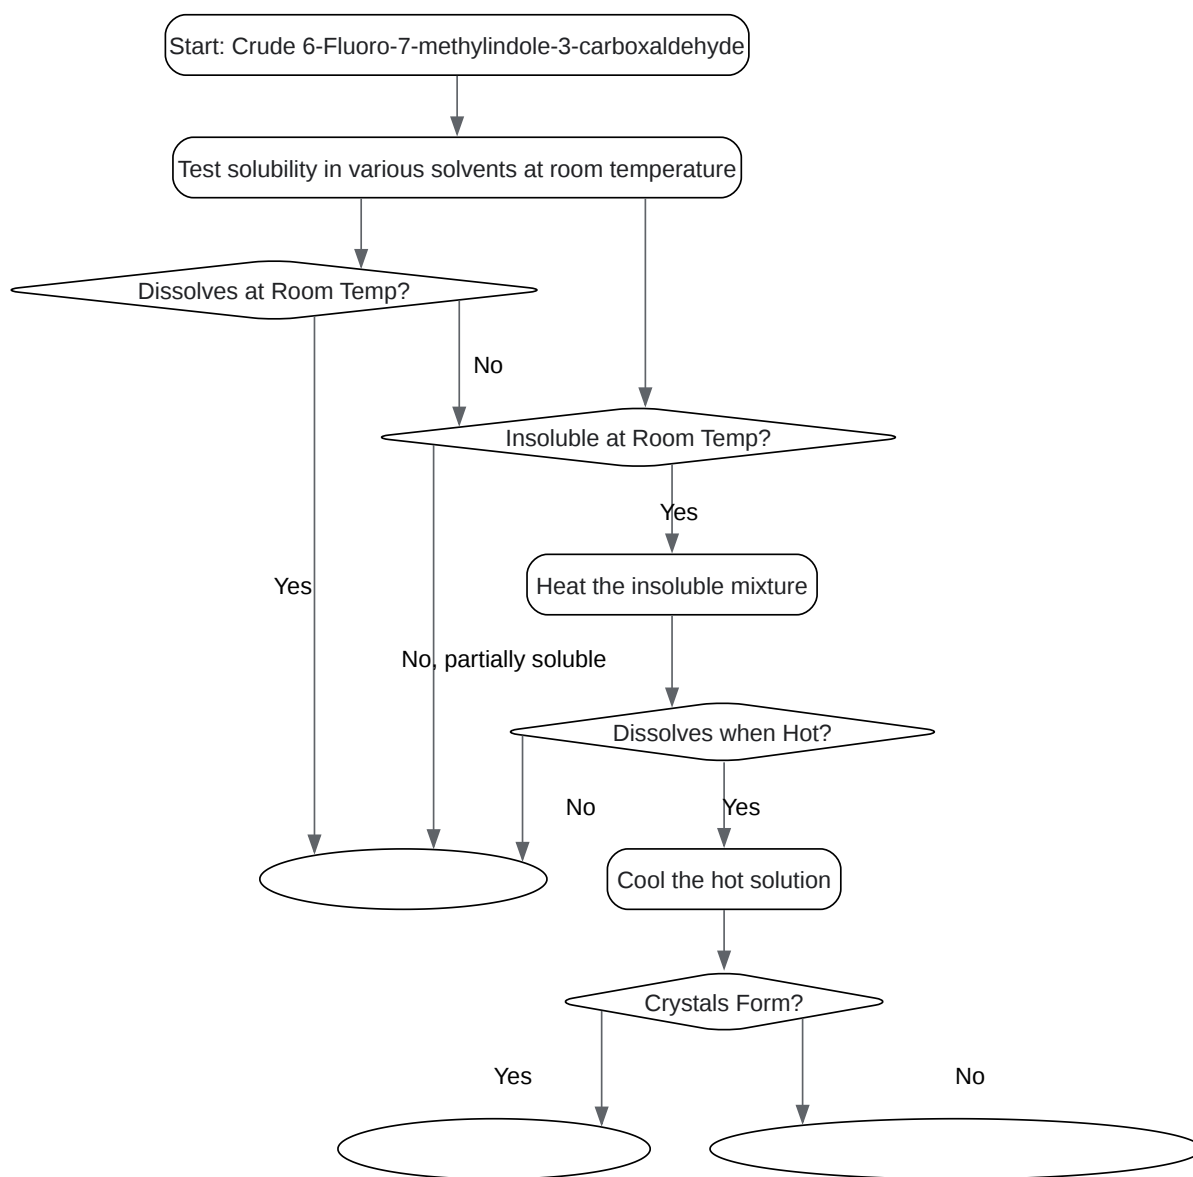 Start: Crude 6-Fluoro-7-methylindole-3-carboxaldehyde
Test solubility in various solvents at room temperature
Dissolves at Room Temp?
No
Insoluble at Room Temp?
Yes
Heat the insoluble mixture
Yes
No, partially soluble
Dissolves when Hot?
No
Yes
Cool the hot solution
Crystals Form?
Yes
No